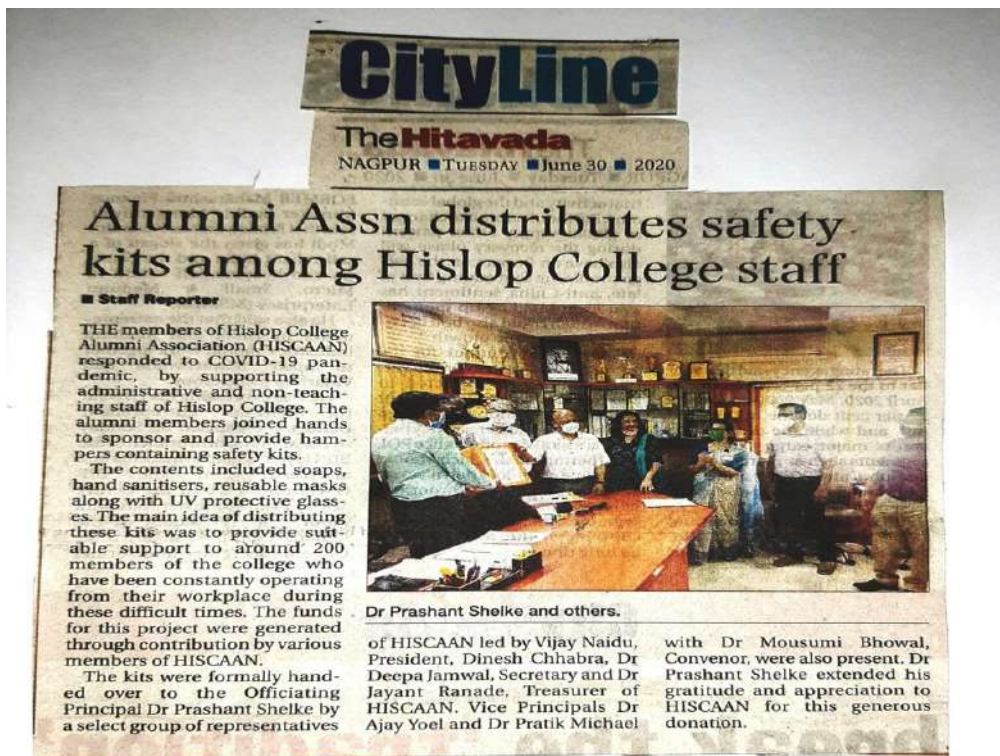 CityLine
The Hitavada
NAGPUR ■ TUESDAY ■ June 30 ■ 2020
Alumni Assn distributes safety
kits among Hislop College staff
■ Staff Reporter
THE members of Hislop College
Alumni Association (HISCAAN)
responded to COVID-19 pan-
demic, by supporting the
administrative and non-teach-
ing staff of Hislop College. The
alumni members joined hands
to sponsor and provide ham-
pers containing safety kits.
The contents included soaps,
hand sanitisers, reusable masks
along with UV protective glass-
es. The main idea of distributing
these kits was to provide suit-
able support to around 200
members of the college who
have been constantly operating
from their workplace during
these difficult times. The funds
for this project were generated
through contribution by various
members of HISCAAN.
The kits were formally hand-
ed over to the Officiating
Principal Dr Prashant Shelke by
a select group of representatives
Dr Prashant Shelke and others.
of HISCAAN led by Vijay Naidu,
President, Dinesh Chhabra, Dr
Deepa Jamwal, Secretary and Dr
Jayant Ranade, Treasurer of
HISCAAN. Vice Principals Dr
Ajay Yoel and Dr Pratik Michael
with Dr Mousumi Bhowal,
Convenor, were also present. Dr
Prashant Shelke extended his
gratitude and appreciation to
HISCAAN for this generous
donation.